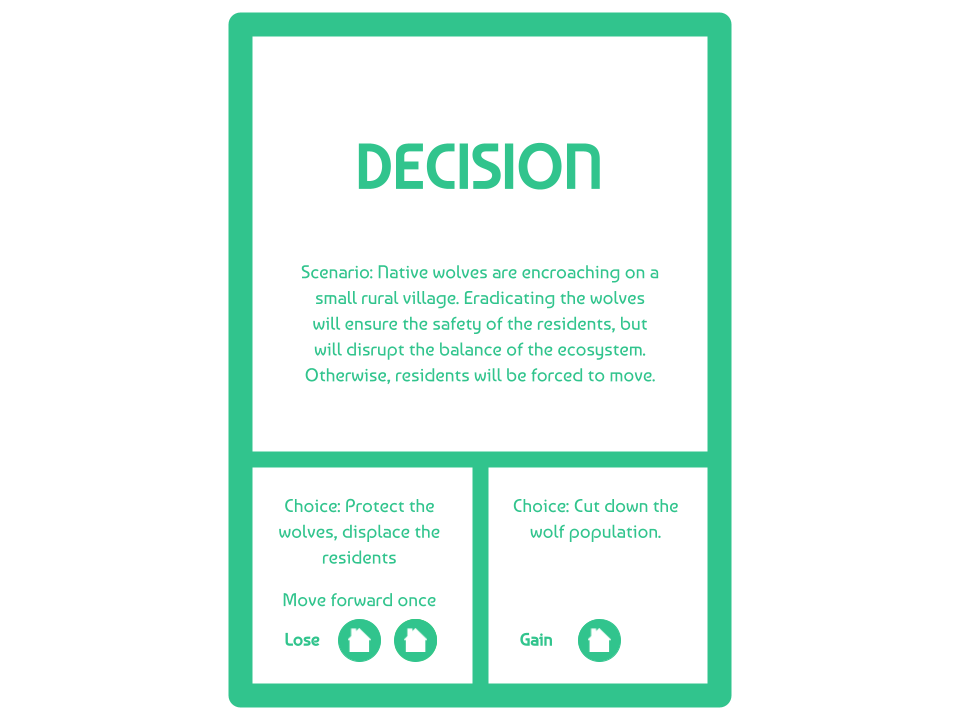 DECISION
Scenario: Native wolves are encroaching on a
small rural village. Eradicating the wolves
will ensure the safety of the residents, but
will disrupt the balance of the ecosystem.
Otherwise, residents will be forced to move.
Choice: Protect the
wolves, displace the
residents
Move forward once
Lose
Choice: Cut down the
wolf population.
Gain